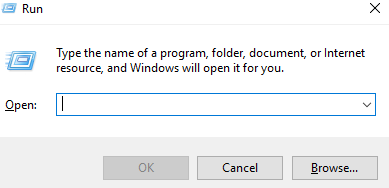 Run
Type the name of a program, folder, document, or Internet
resource, and Windows will open it for you.
Open:
OK Cancel Browse...